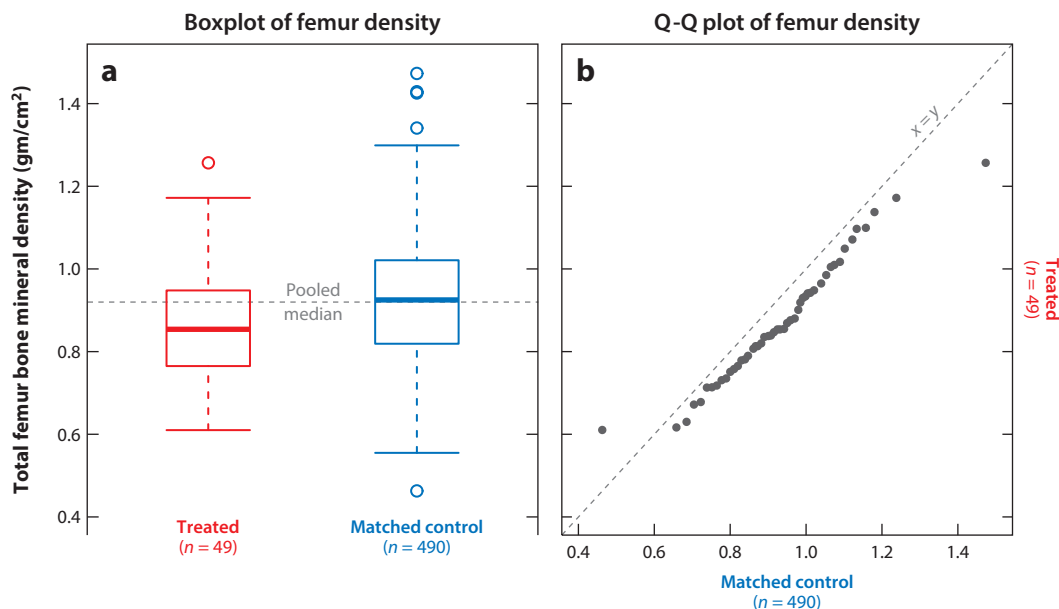 Boxplot of femur density
a
Total femur bone mineral density (gm/cm²)
1.4
1.2
1.0
0.8
0.6
0.4
Pooled
median
Treated
(n = 49)
Matched control
(n = 490)
Q-Q plot of femur density
b
x = y
Treated
(n = 49)
0.4
0.6
0.8
1.0
1.2
1.4
Matched control
(n = 490)